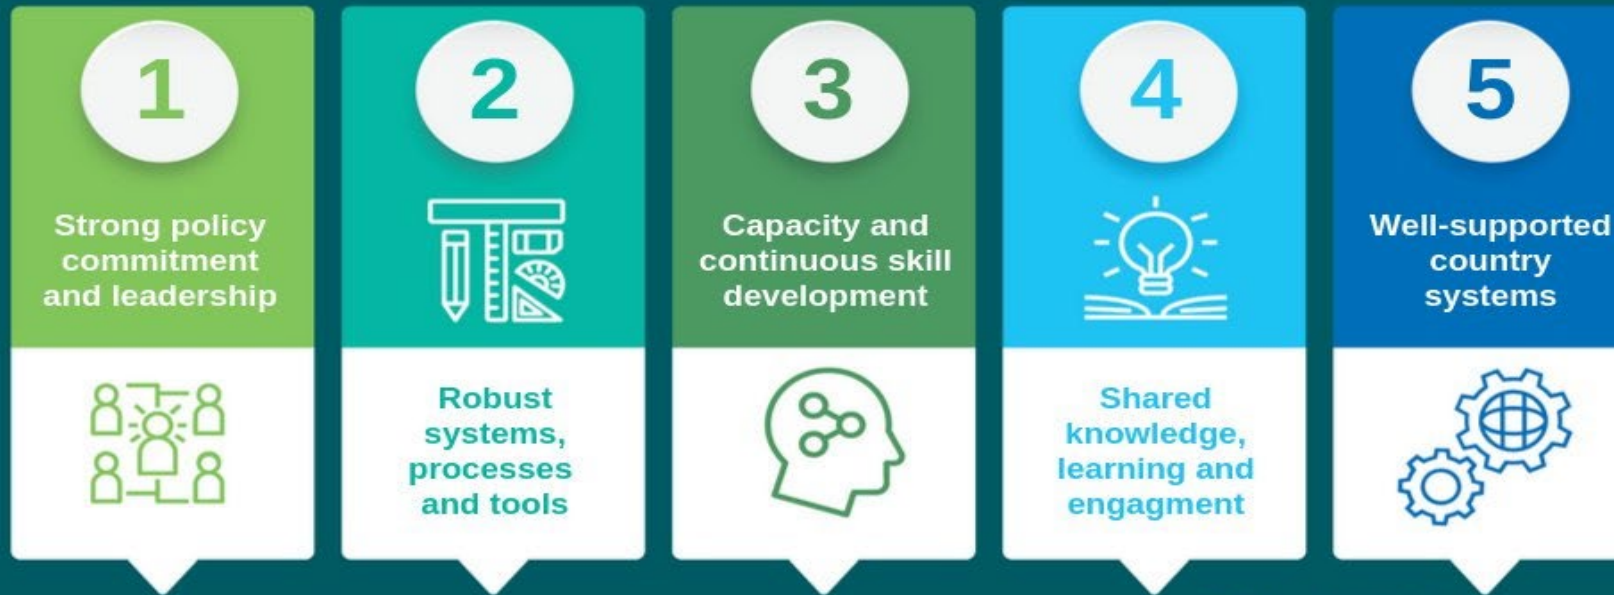 1
Strong policy
commitment
and leadership
2
Robust
systems,
processes
and tools
3
Capacity and
continuous skill
development
4
Shared
knowledge,
learning and
engagment
5
Well-supported
country
systems